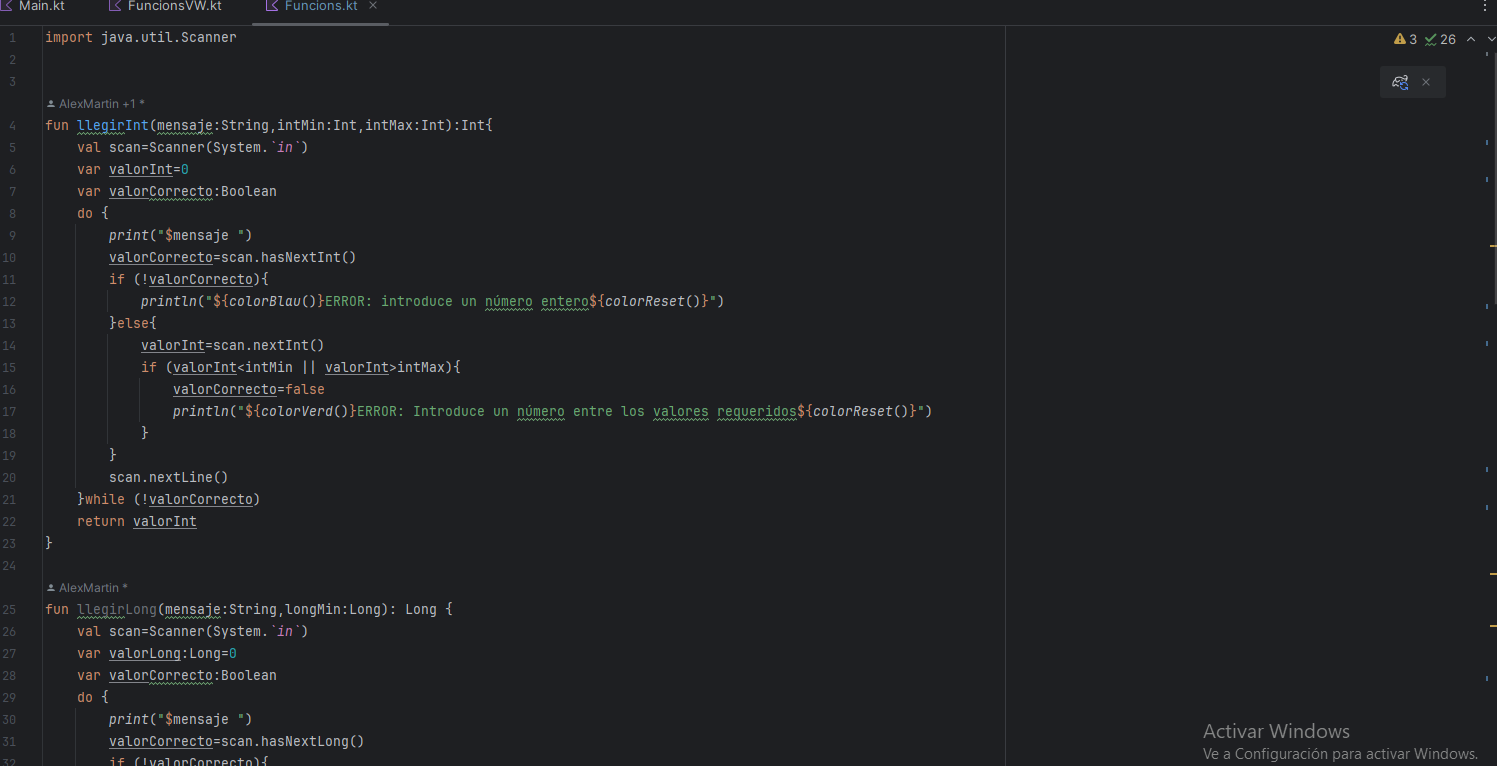 Main.kt FuncionsVW.kt Funcions.kt ×
3 26
1 import java.util.Scanner
2
3
AlexMartin +1 *
4 fun llegirInt(mensaje:String,intMin:Int,intMax:Int):Int{
5 val scan=Scanner(System.`in`)
6 var valorInt=0
7 var valorCorrecto:Boolean
8 do {
9 print("$mensaje ")
10 valorCorrecto=scan.hasNextInt()
11 if (!valorCorrecto){
12 println("${colorBlau()}ERROR: introduce un número entero${colorReset()}")
13 }else{
14 valorInt=scan.nextInt()
15 if (valorInt<intMin || valorInt>intMax){
16 valorCorrecto=false
17 println("${colorVerd()}ERROR: Introduce un número entre los valores requeridos${colorReset()}")
18 }
19 }
20 scan.nextLine()
21 }while (!valorCorrecto)
22 return valorInt
23 }
24
AlexMartin *
25 fun llegirLong(mensaje:String,longMin:Long): Long {
26 val scan=Scanner(System.`in`)
27 var valorLong:Long=0
28 var valorCorrecto:Boolean
29 do {
30 print("$mensaje ")
31 valorCorrecto=scan.hasNextLong()
32 if (!valorCorrecto){
Activar Windows
Ve a Configuración para activar Windows.